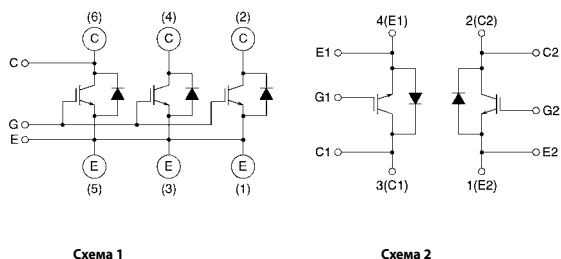 (6) (4) (2)
C C C
C
G
E
E E E
(5) (3) (1)
4(E1) 2(C2)
E1 C2
G1 G2
C1 E2
3(C1) 1(E2)
Схема 1 Схема 2